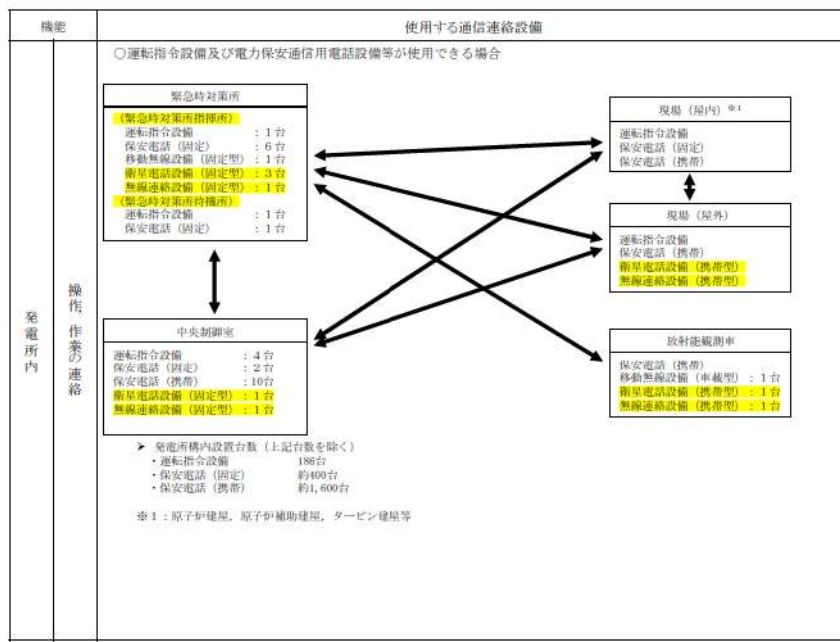 機能
使用する通信連絡設備
発電所内
操作，作業の連絡
○運転指令設備及び電力保安通信用電話設備等が使用できる場合
緊急時対策所
（緊急時対策所指揮所）
運転指令設備 : 1台
保安電話（固定） : 6台
移動無線設備（固定型）: 1台
衛星電話設備（固定型）: 3台
無線連絡設備（固定型）: 1台
（緊急時対策所待機所）
運転指令設備 : 1台
保安電話（固定） : 1台
中央制御室
運転指令設備 : 4台
保安電話（固定） : 2台
保安電話（携帯） : 10台
衛星電話設備（固定型）: 1台
無線連絡設備（固定型）: 1台
現場（屋内）※1
運転指令設備
保安電話（固定）
保安電話（携帯）
現場（屋外）
運転指令設備
保安電話（携帯）
衛星電話設備（携帯型）
無線連絡設備（携帯型）
放射能観測車
保安電話（携帯）
移動無線設備（車載型）: 1台
衛星電話設備（携帯型）: 1台
無線連絡設備（携帯型）: 1台
➤ 発電所構内設置台数（上記台数を除く）
・運転指令設備 186台
・保安電話（固定） 約400台
・保安電話（携帯） 約1,600台
※1：原子炉建屋，原子炉補助建屋，タービン建屋等